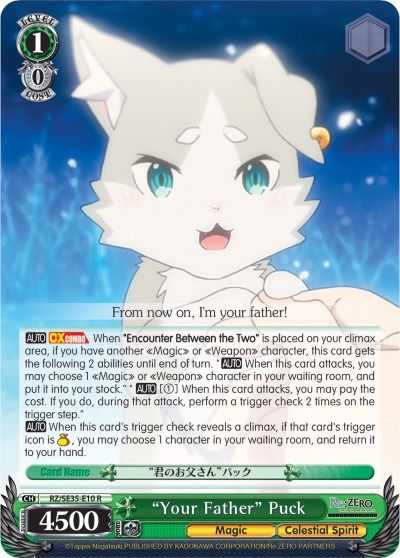 LEVEL
1
0
COST
From now on, I'm your father!
AUTO CXCOMBO When "Encounter Between the Two" is placed on your climax
area, if you have another «Magic» or «Weapon» character, this card gets
the following 2 abilities until end of turn. "AUTO When this card attacks, you
may choose 1 «Magic» or «Weapon» character in your waiting room, and
put it into your stock." "AUTO [①] When this card attacks, you may pay the
cost. If you do, during that attack, perform a trigger check 2 times on the
trigger step."
AUTO When this card's trigger check reveals a climax, if that card's trigger
icon is , you may choose 1 character in your waiting room, and return it
to your hand.
Card Name "君のお父さん"パック
CH RZ/SE35-E10 R
POWER 4500 SOUL
"Your Father" Puck
Re:ZERO
Magic Celestial Spirit
©Tappei Nagatsuki,PUBLISHED BY KADOKAWA CORPORATION/Re:ZERO PARTNERS